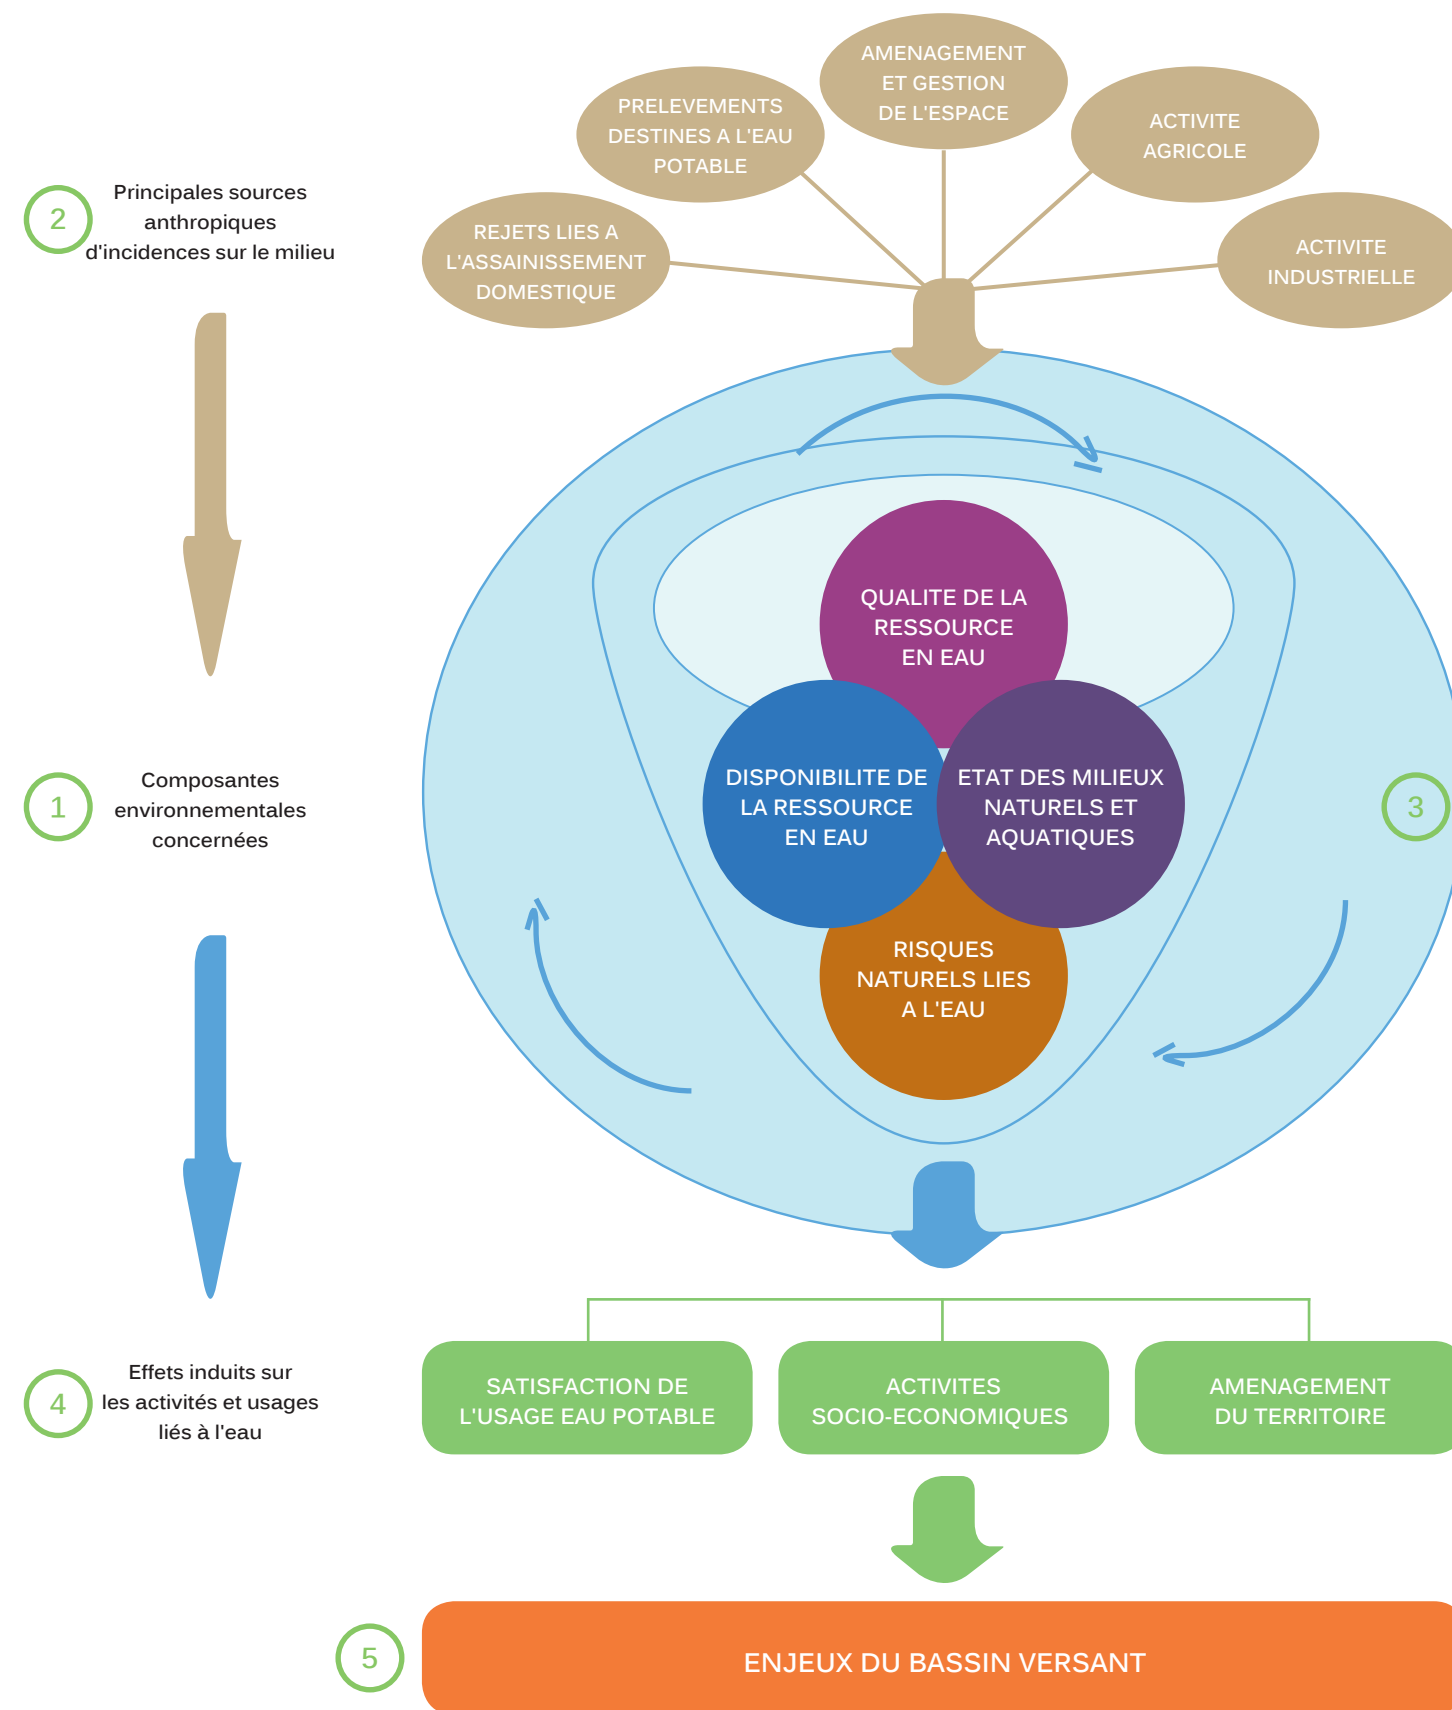 AMENAGEMENT
ET GESTION
DE L'ESPACE
PRELEVEMENTS
DESTINES A L'EAU
POTABLE
ACTIVITE
AGRICOLE
2
Principales sources
anthropiques
d'incidences sur le milieu
REJETS LIES A
L'ASSAINISSEMENT
DOMESTIQUE
ACTIVITE
INDUSTRIELLE
QUALITE DE LA
RESSOURCE
EN EAU
1
Composantes
environnementales
concernées
DISPONIBILITE DE
LA RESSOURCE
EN EAU
ETAT DES MILIEUX
NATURELS ET
AQUATIQUES
3
RISQUES
NATURELS LIES
A L'EAU
4
Effets induits sur
les activités et usages
liés à l'eau
SATISFACTION DE
L'USAGE EAU POTABLE
ACTIVITES
SOCIO-ECONOMIQUES
AMENAGEMENT
DU TERRITOIRE
5
ENJEUX DU BASSIN VERSANT